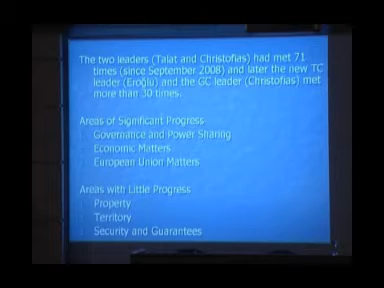 The two leaders (Talat and Christofias) had met 71
times (since September 2008) and later the new TC
leader (Eroğlu) and the GC leader (Christofias) met
more than 30 times.
Areas of Significant Progress
Governance and Power Sharing
Economic Matters
European Union Matters
Areas with Little Progress
Property
Territory
Security and Guarantees